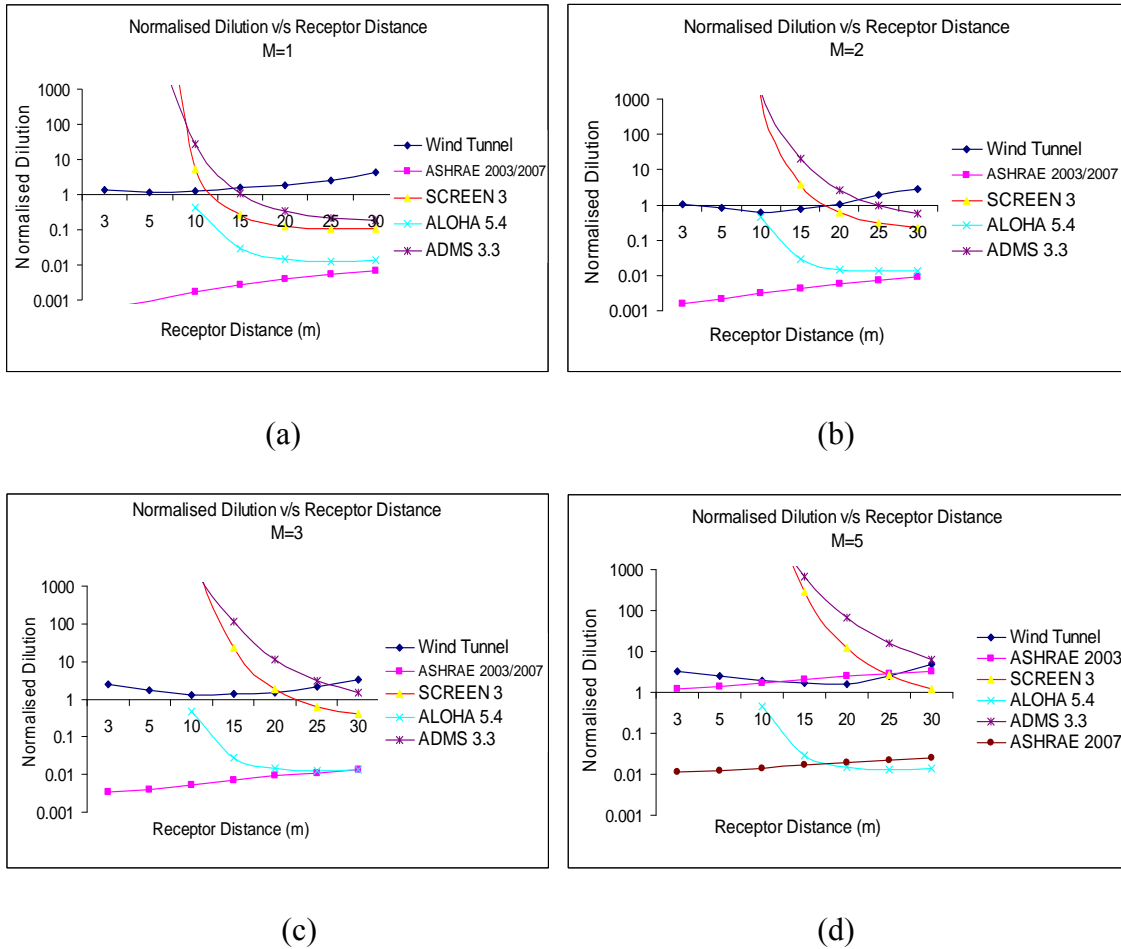 Normalised Dilution v/s Receptor Distance
M=1
Normalised Dilution
1000
100
10
1
0.1
0.01
0.001
3 5 10 15 20 25 30
Receptor Distance (m)
Wind Tunnel
ASHRAE 2003/2007
SCREEN 3
ALOHA 5.4
ADMS 3.3
(a)
Normalised Dilution v/s Receptor Distance
M=2
Normalised Dilution
1000
100
10
1
0.1
0.01
0.001
3 5 10 15 20 25 30
Receptor Distance (m)
Wind Tunnel
ASHRAE 2003/2007
SCREEN 3
ALOHA 5.4
ADMS 3.3
(b)
Normalised Dilution v/s Receptor Distance
M=3
Normalised Dilution
1000
100
10
1
0.1
0.01
0.001
3 5 10 15 20 25 30
Receptor Distance (m)
Wind Tunnel
ASHRAE 2003/2007
SCREEN 3
ALOHA 5.4
ADMS 3.3
(c)
Normalised Dilution v/s Receptor Distance
M=5
Normalised Dilution
1000
100
10
1
0.1
0.01
0.001
3 5 10 15 20 25 30
Receptor Distance (m)
Wind Tunnel
ASHRAE 2003
SCREEN 3
ALOHA 5.4
ADMS 3.3
ASHRAE 2007
(d)